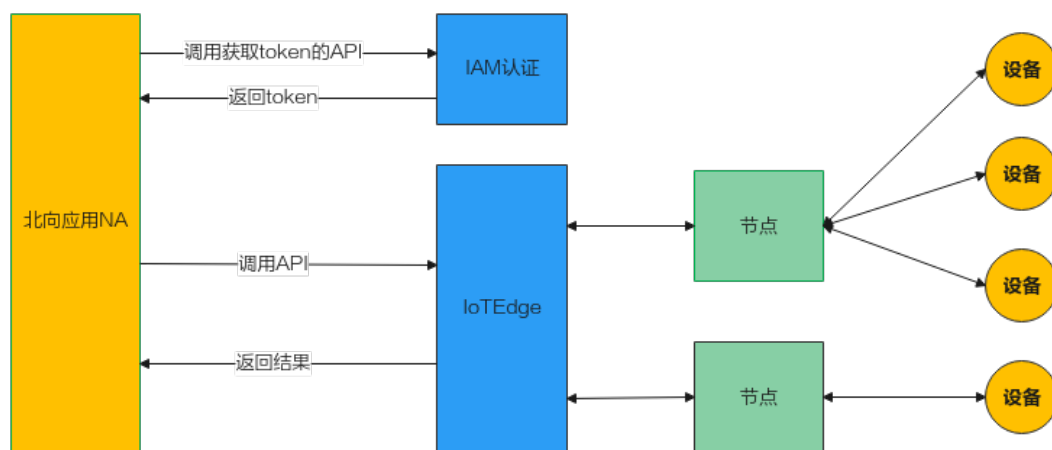 调用获取token的API
IAM认证
返回token
北向应用NA
调用API
IoTEdge
返回结果
节点
节点
设备
设备
设备
设备